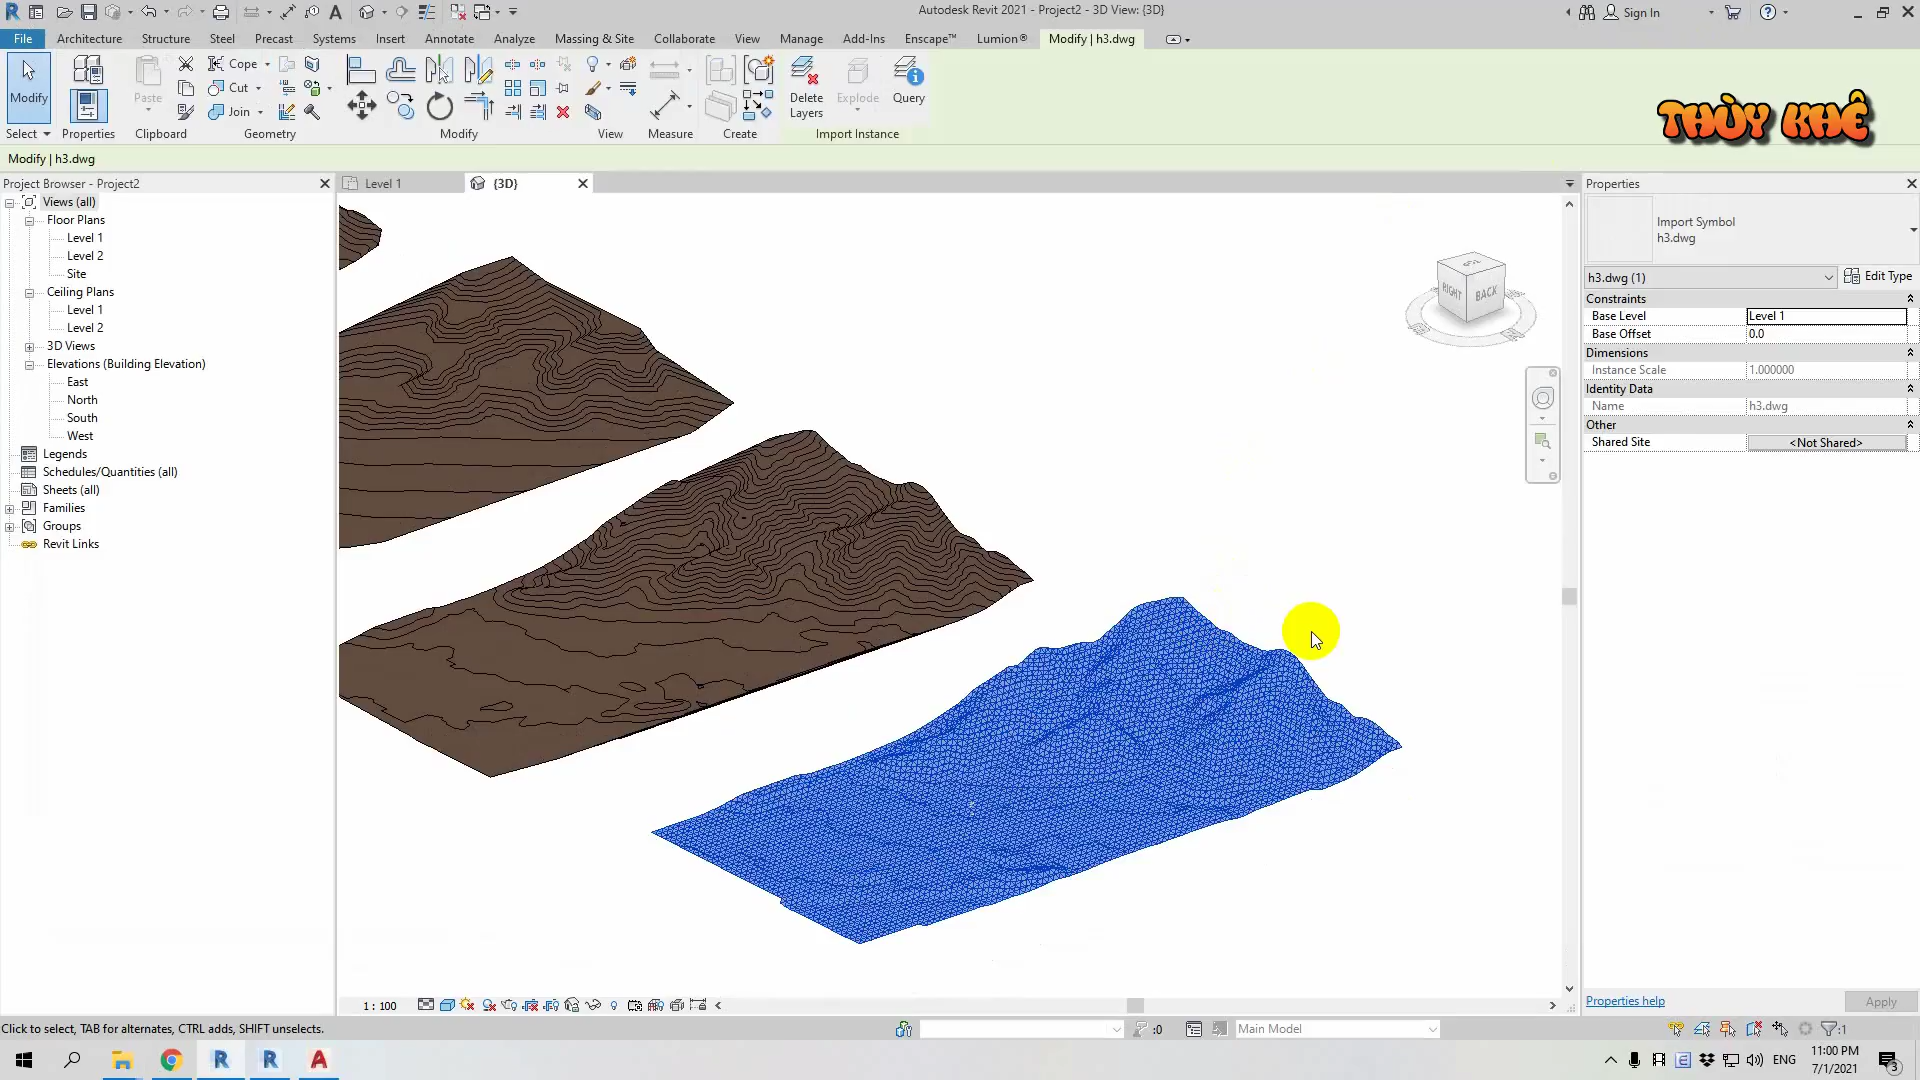 Autodesk Revit 2021 - Project2 - 3D View: {3D}
Sign In
File Architecture Structure Steel Precast Systems Insert Annotate Analyze Massing & Site Collaborate View Manage Add-Ins Enscape™ Lumion® Modify | h3.dwg
Modify
Paste
Cope
Cut
Join
Delete Layers
Explode
Query
Select Properties Clipboard Geometry Modify View Measure Create Import Instance
THÙY KHÊ
Modify | h3.dwg
Project Browser - Project2
Views (all)
Floor Plans
Level 1
Level 2
Site
Ceiling Plans
Level 1
Level 2
3D Views
Elevations (Building Elevation)
East
North
South
West
Legends
Schedules/Quantities (all)
Sheets (all)
Families
Groups
Revit Links
Level 1
{3D}
TOP
RIGHT
BACK
Properties
Import Symbol
h3.dwg
h3.dwg (1)
Edit Type
Constraints
Base Level Level 1
Base Offset 0.0
Dimensions
Instance Scale 1.000000
Identity Data
Name h3.dwg
Other
Shared Site <Not Shared>
Properties help
Apply
1 : 100
Click to select, TAB for alternates, CTRL adds, SHIFT unselects.
:0
Main Model
:1
ENG
11:00 PM
7/1/2021
3